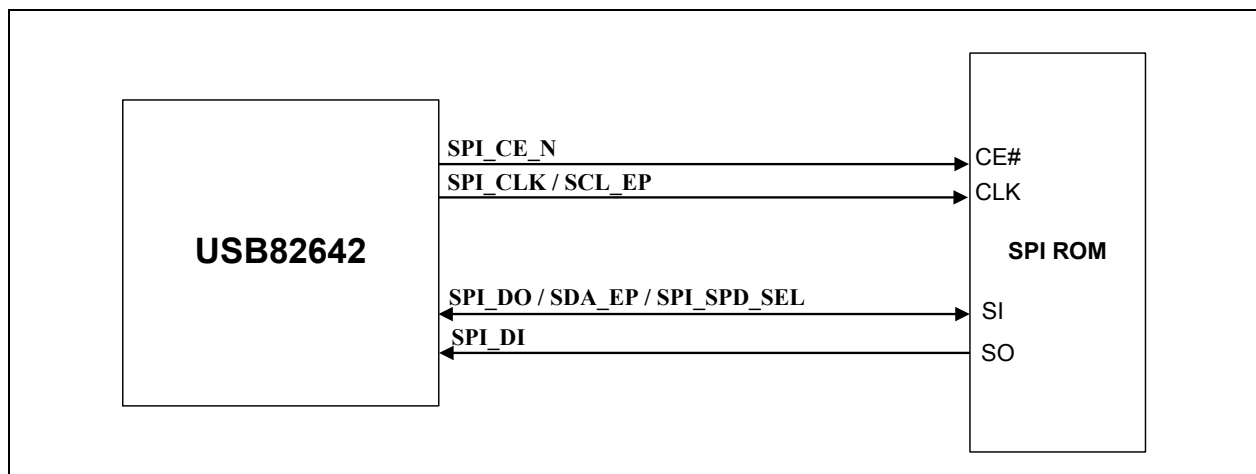 SPI_CE_N
CE#
SPI_CLK / SCL_EP
CLK
USB82642
SPI ROM
SPI_DO / SDA_EP / SPI_SPD_SEL
SI
SPI_DI
SO